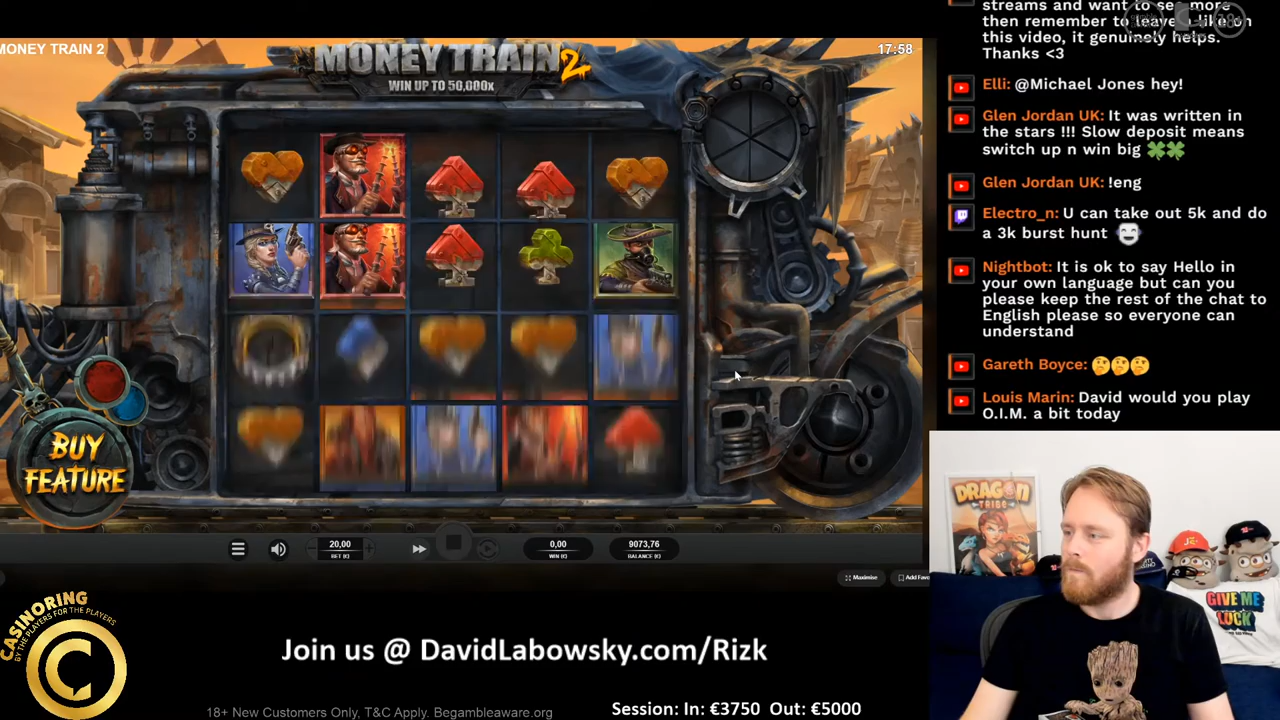 MONEY TRAIN 2
17:58
MONEY TRAIN 2
WIN UP TO 50,000x
BUY
FEATURE
20,00
BET (€)
0,00
WIN (€)
9073,76
BALANCE (€)
Maximise
Add Favo
CASINORING
BY THE PLAYERS FOR THE PLAYERS
Join us @ DavidLabowsky.com/Rizk
18+ New Customers Only, T&C Apply. Begambleaware.org
Session: In: €3750 Out: €5000
streams and want to see more
then remember to leave a like on
this video, it genuinely helps.
Thanks <3
Elli: @Michael Jones hey!
Glen Jordan UK: It was written in
the stars !!! Slow deposit means
switch up n win big 🍀🍀
Glen Jordan UK: !eng
Electro_n: U can take out 5k and do
a 3k burst hunt
Nightbot: It is ok to say Hello in
your own language but can you
please keep the rest of the chat to
English please so everyone can
understand
Gareth Boyce: 🤔🤔🤔
Louis Marin: David would you play
O.I.M. a bit today
DRAGON
TRIBE
GIVE ME
LUCK